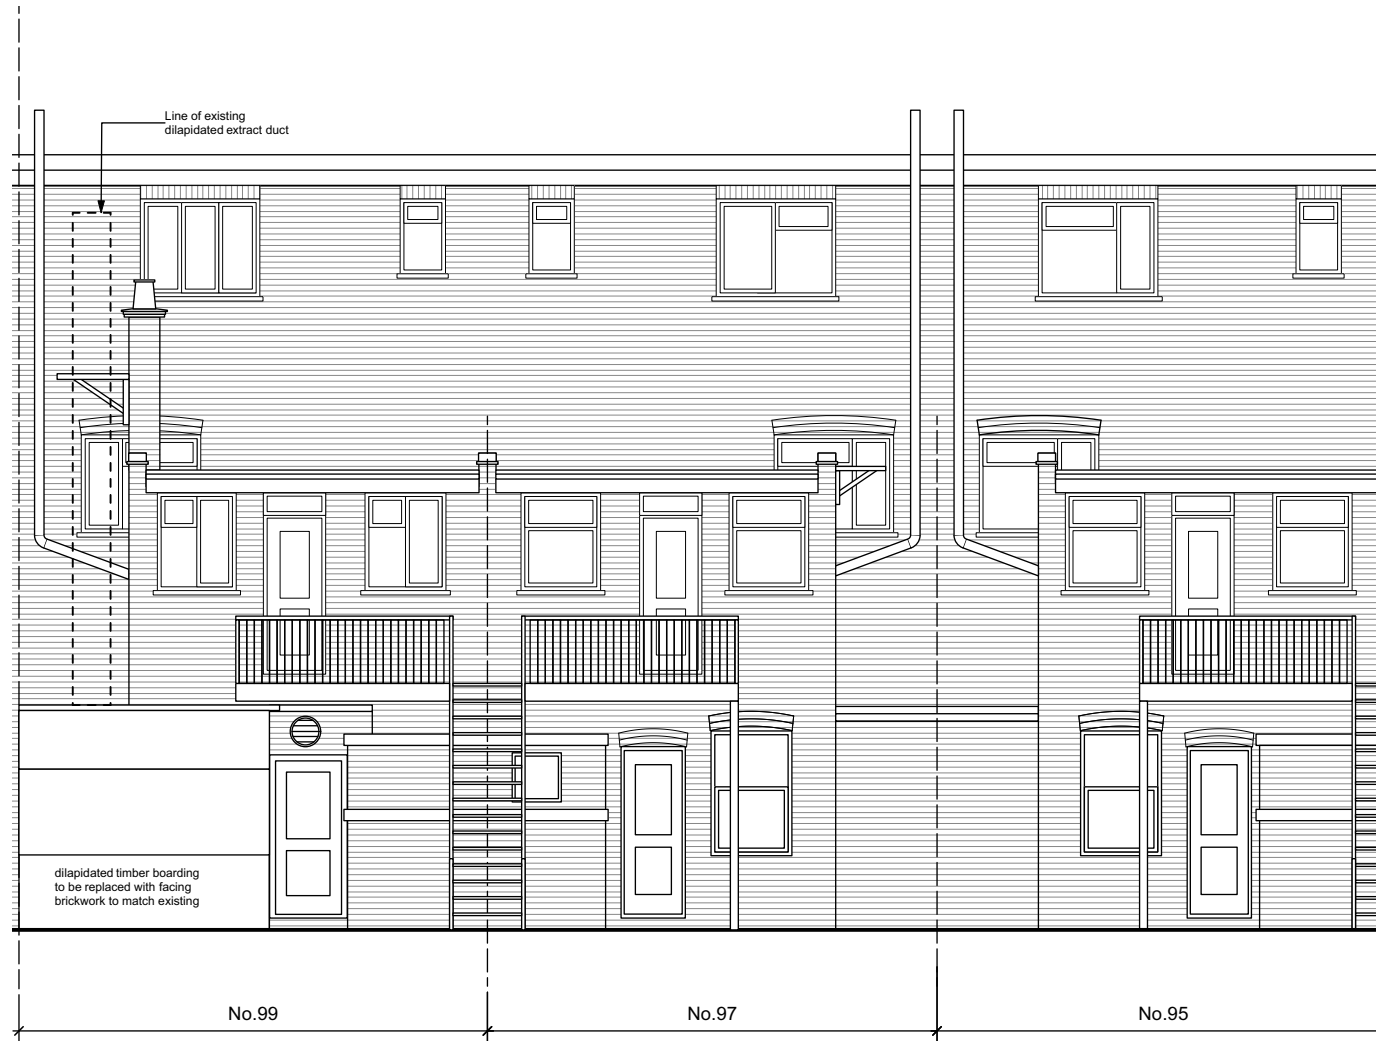 Line of existing
dilapidated extract duct
dilapidated timber boarding
to be replaced with facing
brickwork to match existing
No.99
No.97
No.95